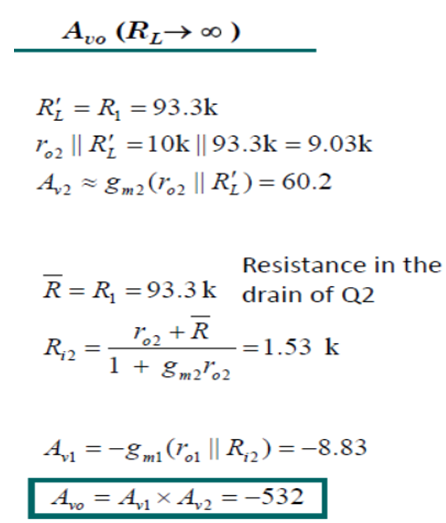 A_vo (R_L → ∞ )
R′_L = R_1 = 93.3k
r_o2 || R′_L = 10k || 93.3k = 9.03k
A_v2 ≈ g_m2 (r_o2 || R′_L) = 60.2
Resistance in the
R̅ = R_1 = 93.3 k drain of Q2
R_i2 = (r_o2 + R̅) / (1 + g_m2 r_o2) = 1.53 k
A_v1 = −g_m1 (r_o1 || R_i2) = −8.83
A_vo = A_v1 × A_v2 = −532